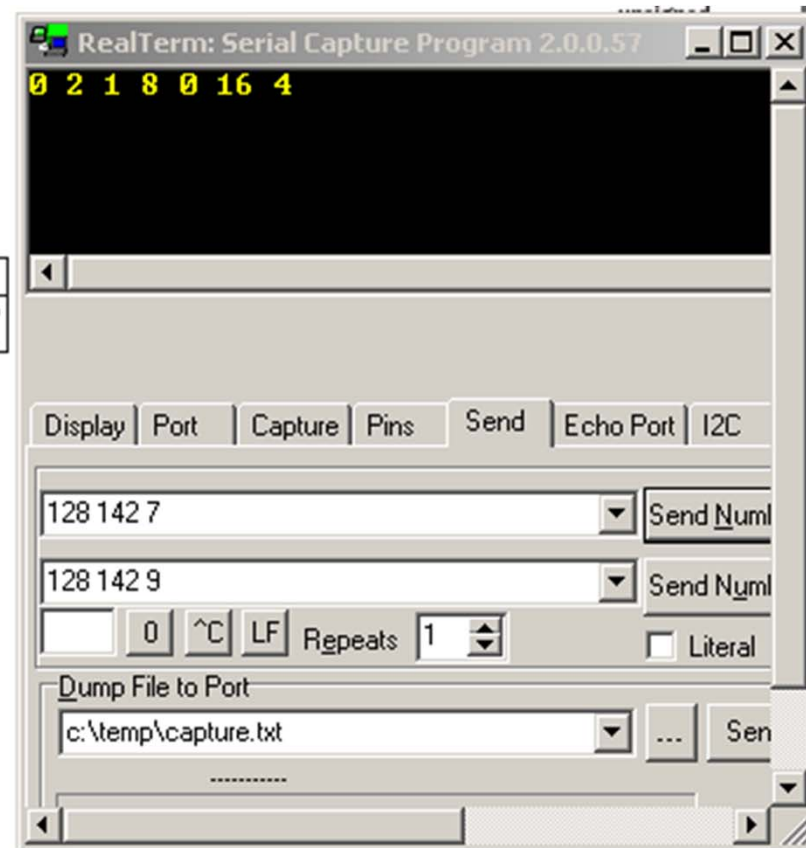 RealTerm: Serial Capture Program 2.0.0.57
0 2 1 8 0 16 4
Display Port Capture Pins Send Echo Port I2C
128 142 7 Send Numl
128 142 9 Send Numl
0 ^C LF Repeats 1 Literal
Dump File to Port
c:\temp\capture.txt ... Sen
-----------